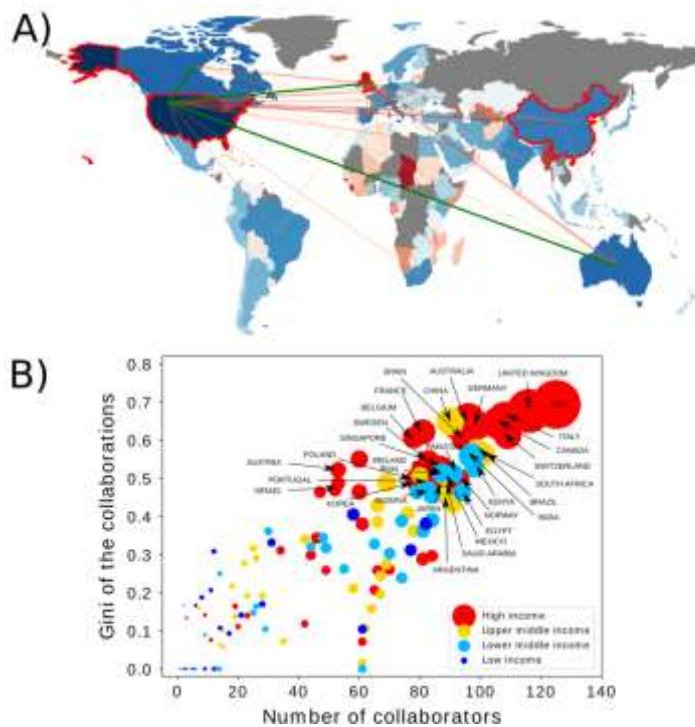 A)
B)
Gini of the collaborations
0.8
0.7
0.6
0.5
0.4
0.3
0.2
0.1
0.0
SPAIN
AUSTRALIA
UNITED KINGDOM
FRANCE
CHINA
GERMANY
BELGIUM
SWEDEN
SINGAPORE
ITALY
CANADA
POLAND
IRELAND
AUSTRIA
SWITZERLAND
PORTUGAL
SOUTH AFRICA
ISRAEL
KOREA
NIGERIA
JAPAN
KENYA
BRAZIL
NORWAY
INDIA
EGYPT
MEXICO
SAUDI ARABIA
ARGENTINA
High income
Upper middle income
Lower middle income
Low income
0 20 40 60 80 100 120 140
Number of collaborators